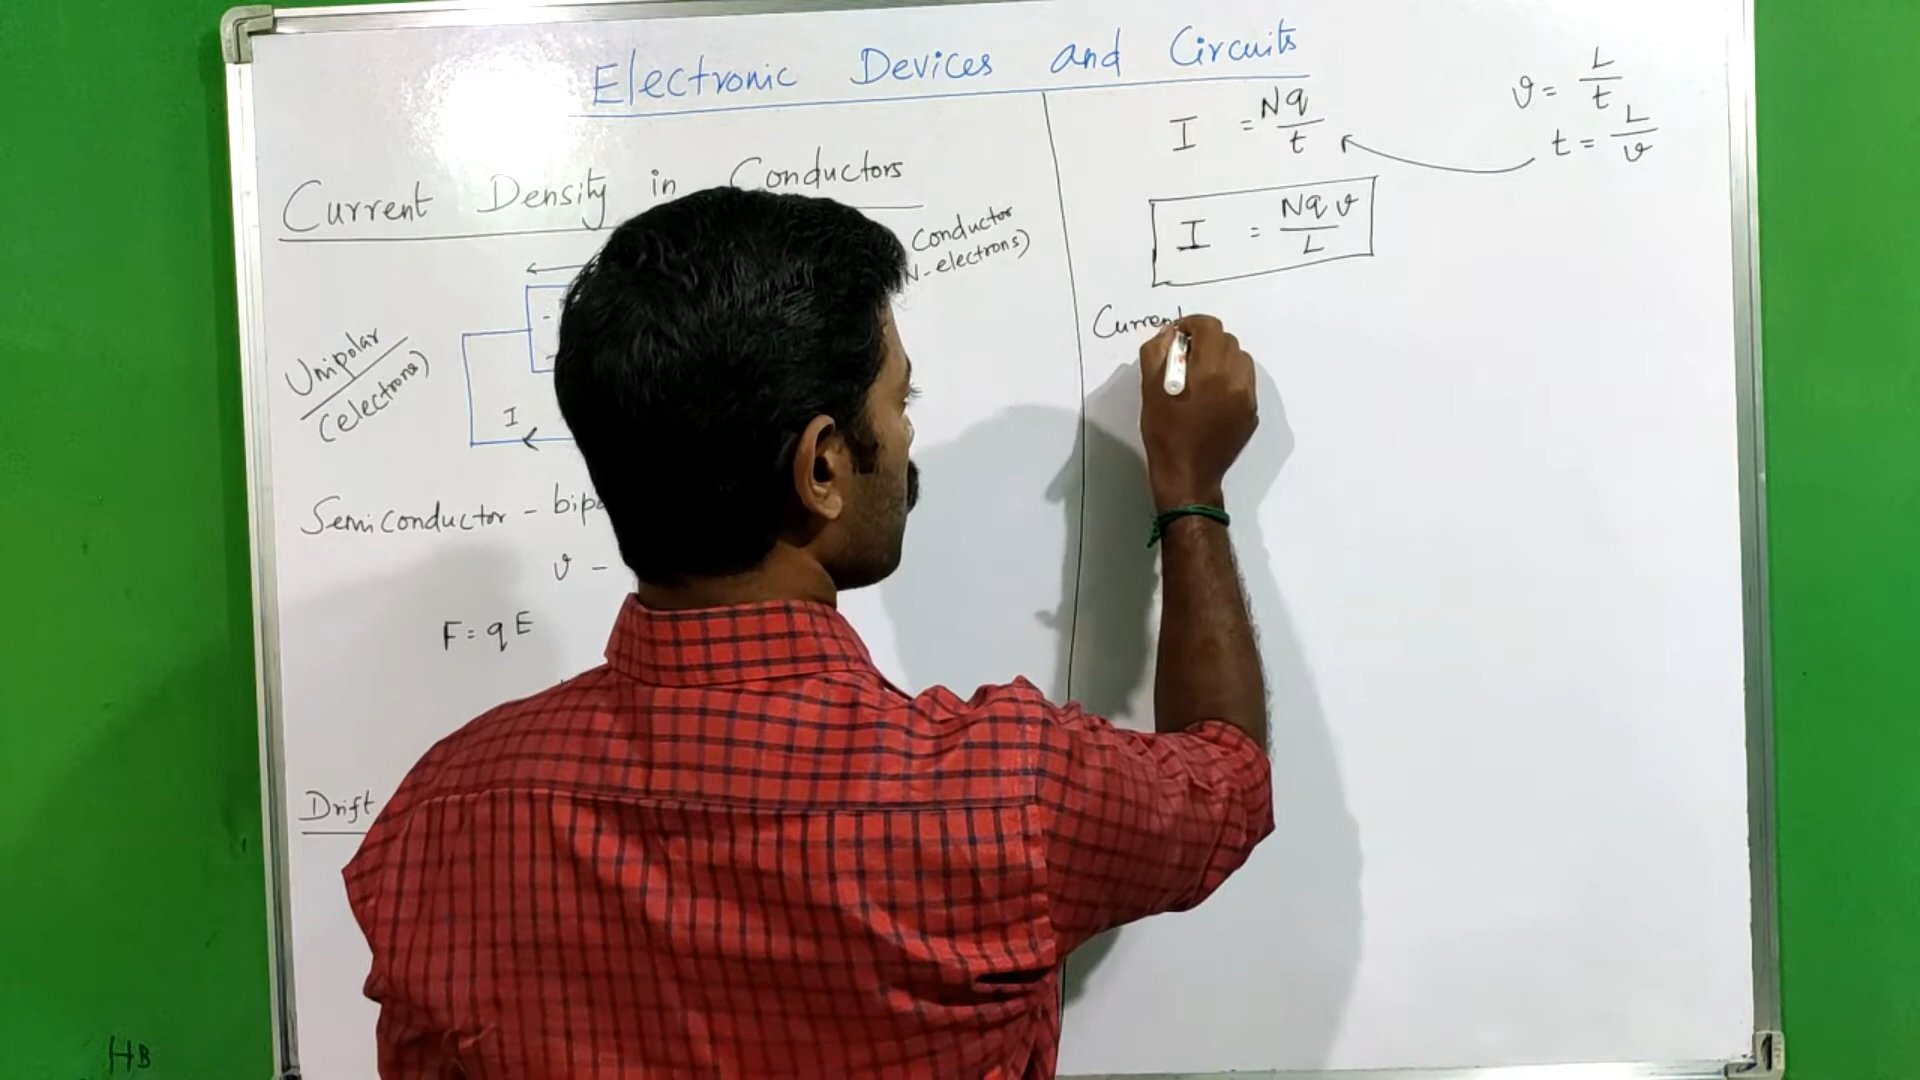 Electronic Devices and Circuits
Current Density in Conductors
Conductor
electrons)
Unipolar
(electrons)
I
Semiconductor -
v -
F = qE
Drift
I = Nq/t
v = L/t
t = L/v
I = Nqv/L
Current
HB